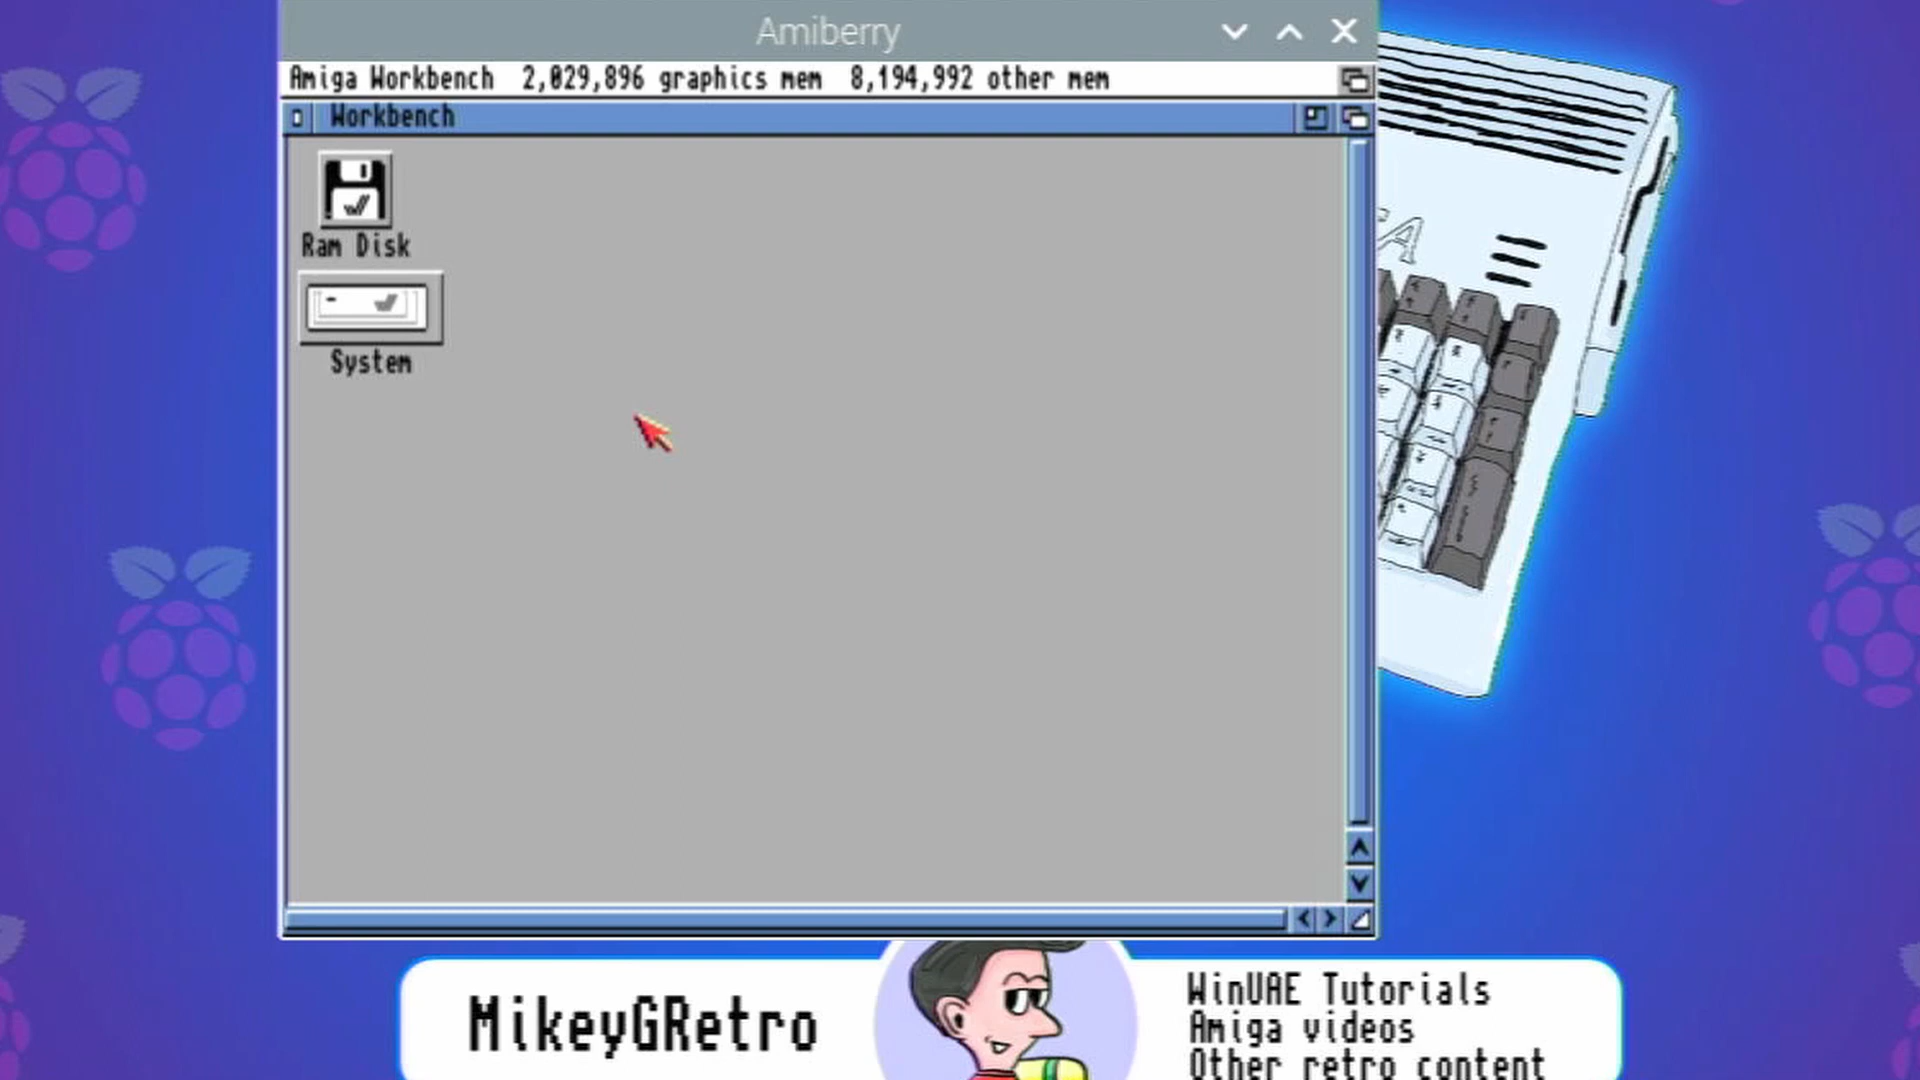 Amiberry
Amiga Workbench 2,029,896 graphics mem 8,194,992 other mem
Workbench
Ram Disk
System
MikeyGRetro
WinUAE Tutorials
Amiga videos
Other retro content